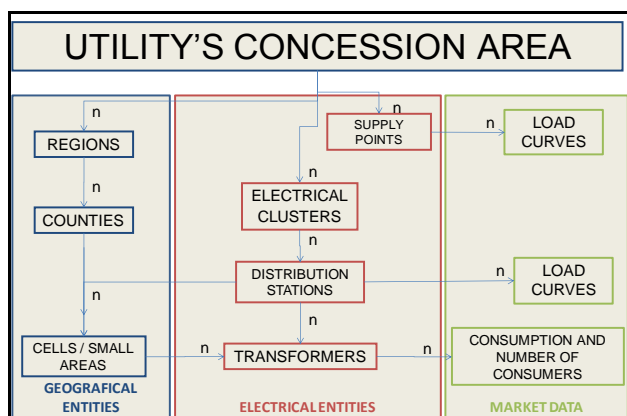 UTILITY'S CONCESSION AREA
n
n
REGIONS
SUPPLY
POINTS
n
LOAD
CURVES
n
n
COUNTIES
ELECTRICAL
CLUSTERS
n
n
DISTRIBUTION
STATIONS
n
LOAD
CURVES
n
CELLS / SMALL
AREAS
n
TRANSFORMERS
n
CONSUMPTION AND
NUMBER OF
CONSUMERS
GEOGRAFICAL
ENTITIES
ELECTRICAL ENTITIES
MARKET DATA